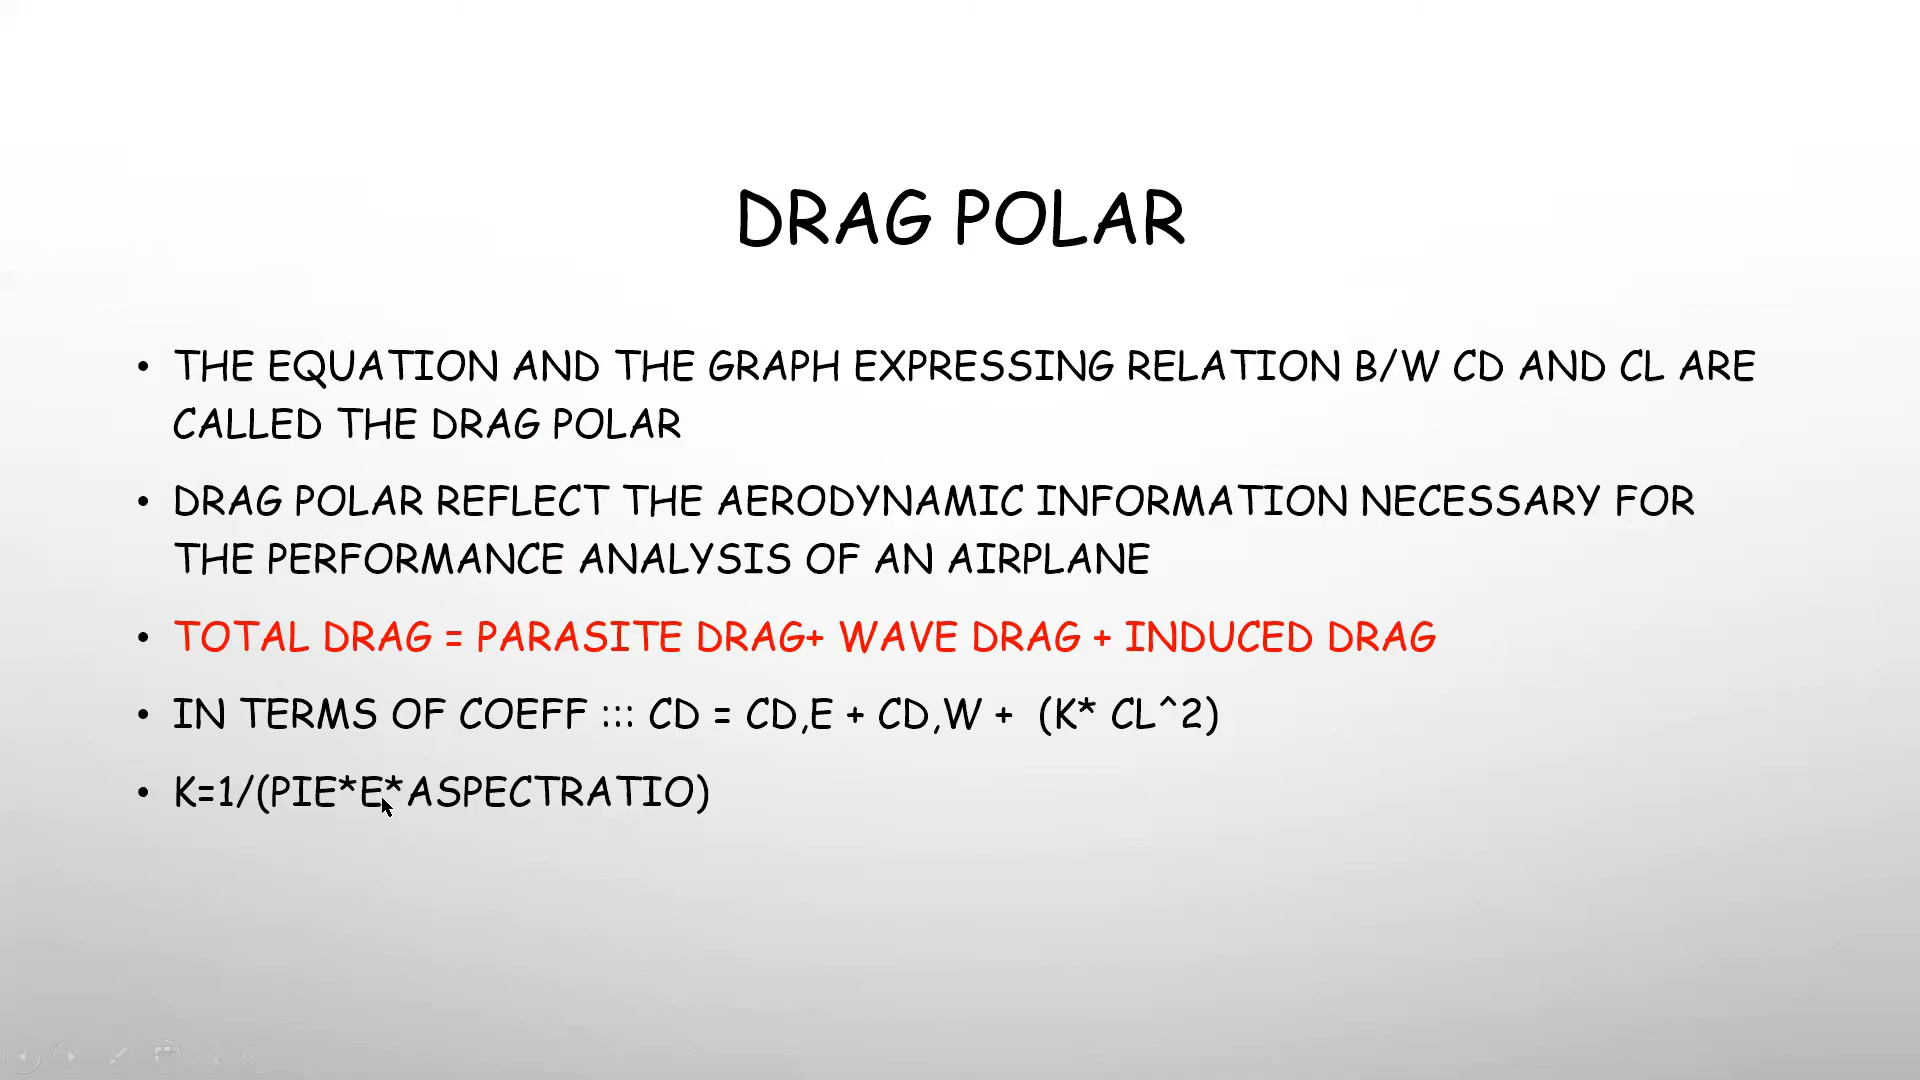 DRAG POLAR
• THE EQUATION AND THE GRAPH EXPRESSING RELATION B/W CD AND CL ARE
CALLED THE DRAG POLAR
• DRAG POLAR REFLECT THE AERODYNAMIC INFORMATION NECESSARY FOR
THE PERFORMANCE ANALYSIS OF AN AIRPLANE
• TOTAL DRAG = PARASITE DRAG+ WAVE DRAG + INDUCED DRAG
• IN TERMS OF COEFF ::: CD = CD,E + CD,W + (K* CL^2)
• K=1/(PIE*E*ASPECTRATIO)